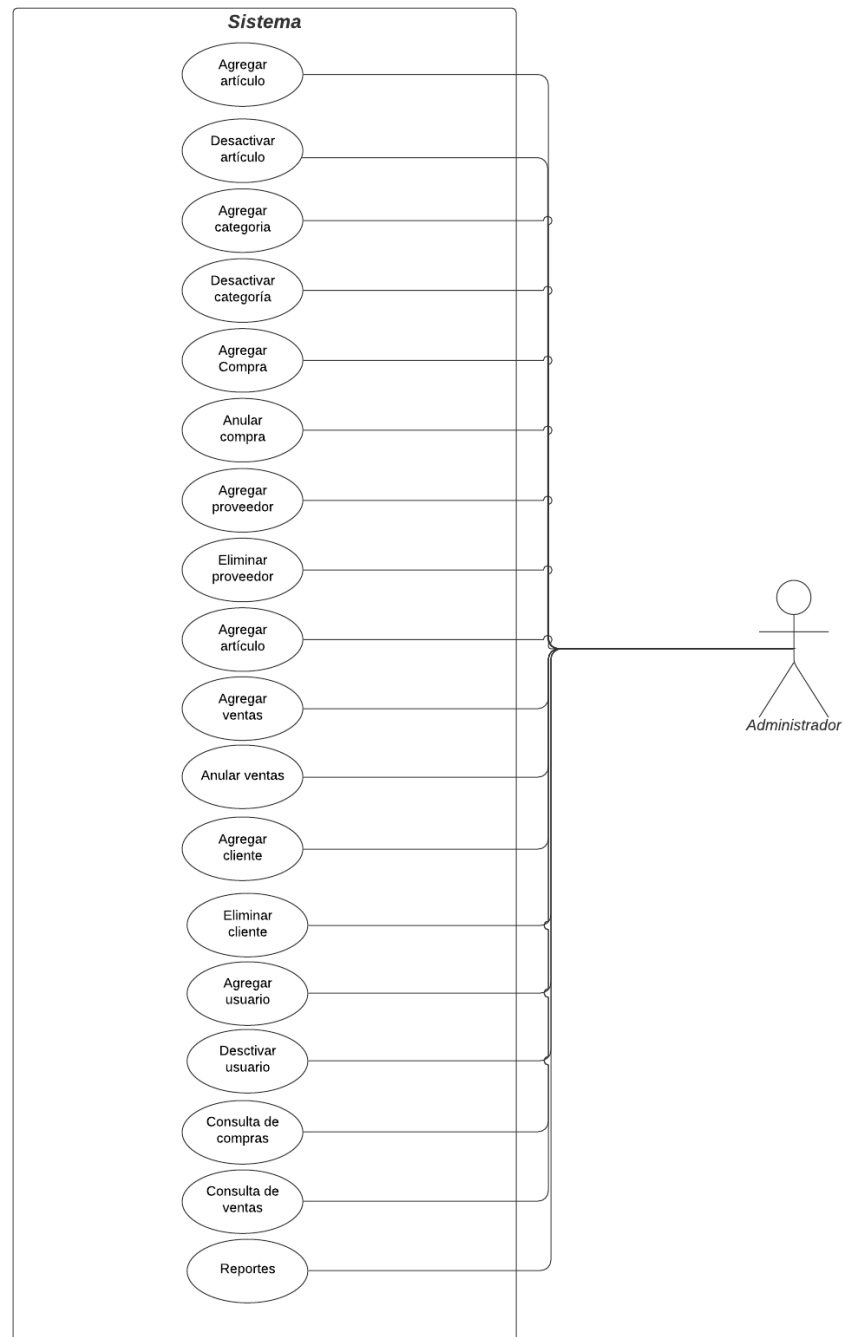 Sistema
Agregar
artículo
Desactivar
artículo
Agregar
categoria
Desactivar
categoría
Agregar
Compra
Anular
compra
Agregar
proveedor
Eliminar
proveedor
Agregar
artículo
Agregar
ventas
Anular ventas
Agregar
cliente
Eliminar
cliente
Agregar
usuario
Desctivar
usuario
Consulta de
compras
Consulta de
ventas
Reportes
Administrador